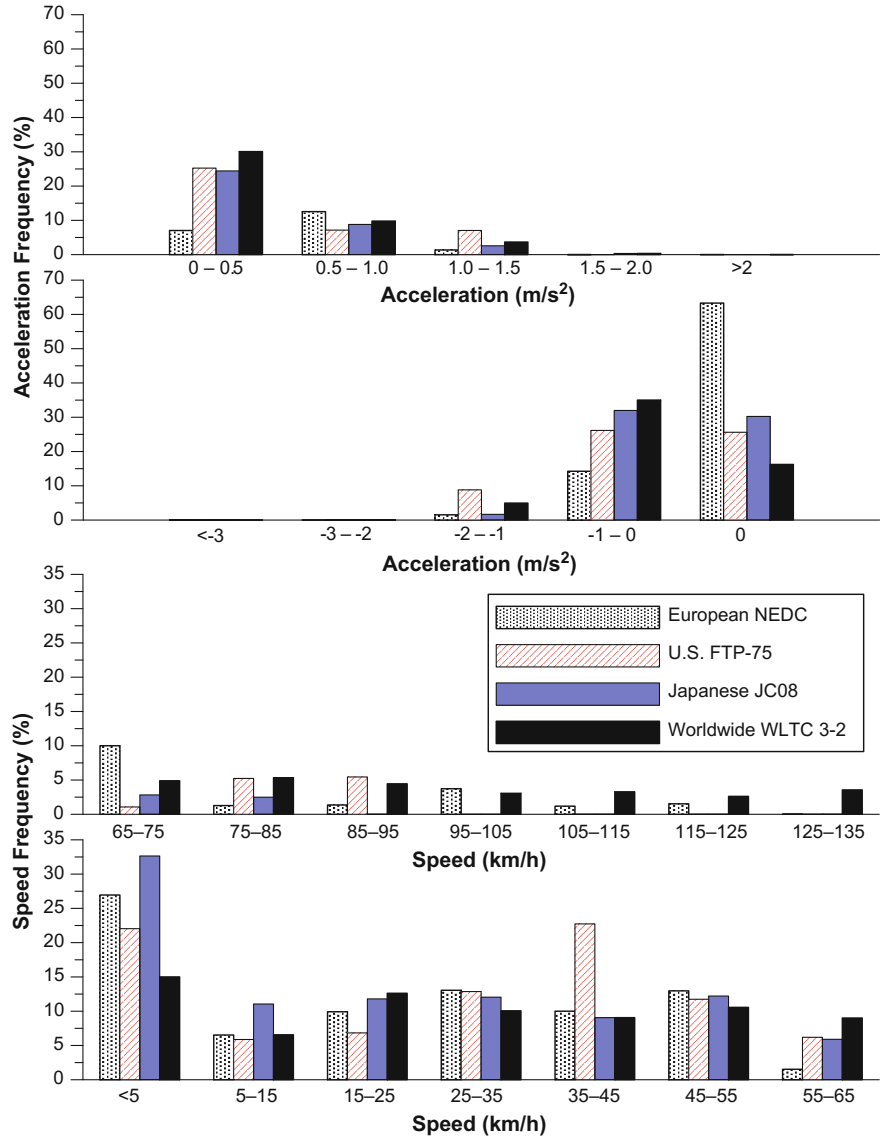 Acceleration Frequency (%)
70
60
50
40
30
20
10
0
0 – 0.5 0.5 – 1.0 1.0 – 1.5 1.5 – 2.0 >2
Acceleration (m/s²)
70
60
50
40
30
20
10
0
<-3 -3 – -2 -2 – -1 -1 – 0 0
Acceleration (m/s²)
Speed Frequency (%)
35
30
25
20
15
10
5
0
European NEDC
U.S. FTP-75
Japanese JC08
Worldwide WLTC 3-2
65–75 75–85 85–95 95–105 105–115 115–125 125–135
Speed (km/h)
35
30
25
20
15
10
5
0
<5 5–15 15–25 25–35 35–45 45–55 55–65
Speed (km/h)